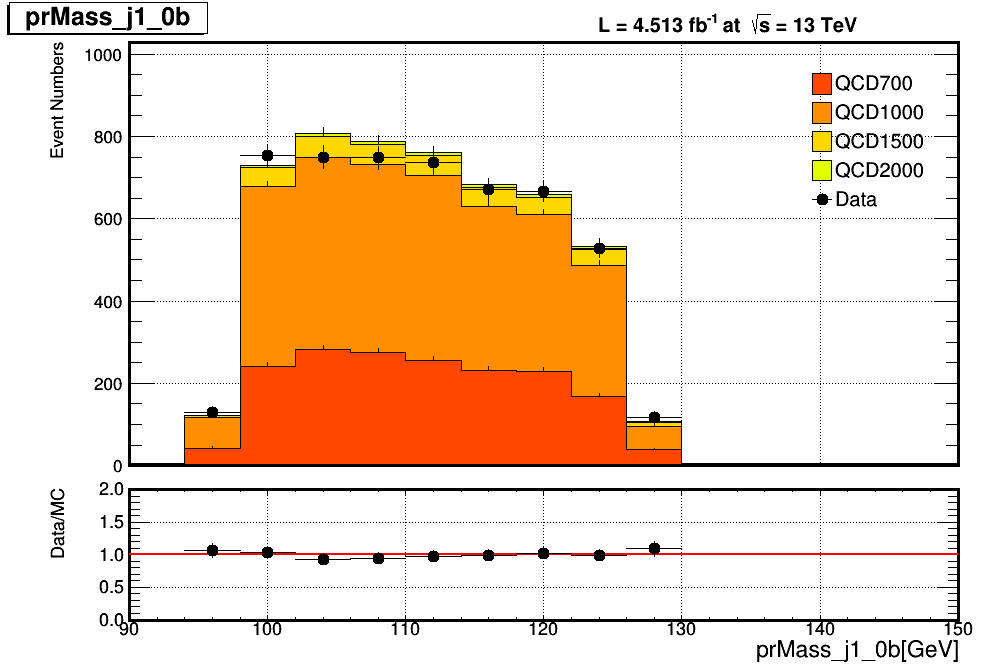 prMass_j1_0b
L = 4.513 fb⁻¹ at √s = 13 TeV
Event Numbers
1000
800
600
400
200
0
QCD700
QCD1000
QCD1500
QCD2000
Data
Data/MC
2.0
1.5
1.0
0.5
0.0
90 100 110 120 130 140 150
prMass_j1_0b[GeV]